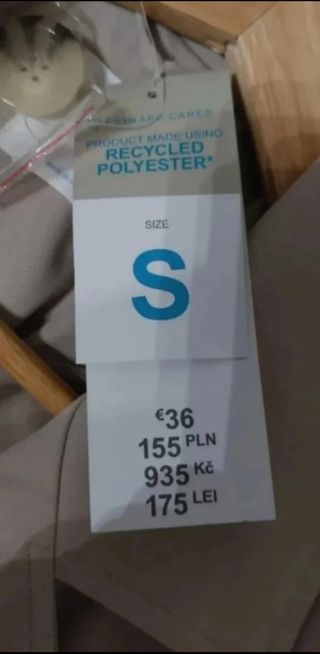 PRIMARK CARES
PRODUCT MADE USING
RECYCLED
POLYESTER*
SIZE
S
€36
155 PLN
935 Kč
175 LEI